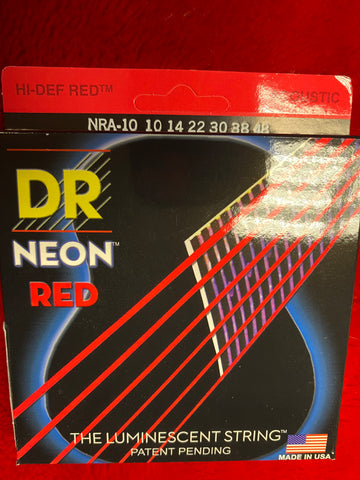 HI-DEF RED™
NRA-10 10 14 22 30 38 48
DR
NEON™
RED
THE LUMINESCENT STRING™
PATENT PENDING
MADE IN USA